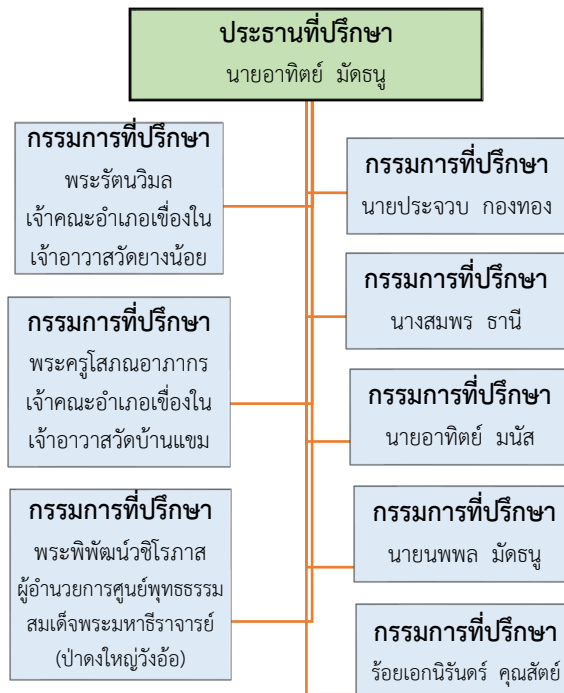 ประธานที่ปรึกษา
นายอาทิตย์ มัดธนู
กรรมการที่ปรึกษา
พระรัตนวิมล
เจ้าคณะอำเภอเขื่องใน
เจ้าอาวาสวัดยางน้อย
กรรมการที่ปรึกษา
นายประจวบ กองทอง
กรรมการที่ปรึกษา
นางสมพร ธานี
กรรมการที่ปรึกษา
พระครูโสภณอาภากร
เจ้าคณะอำเภอเขื่องใน
เจ้าอาวาสวัดบ้านแขม
กรรมการที่ปรึกษา
นายอาทิตย์ มนัส
กรรมการที่ปรึกษา
พระพิพัฒน์วชิโรภาส
ผู้อำนวยการศูนย์พุทธธรรม
สมเด็จพระมหาธีราจารย์
(ป่าดงใหญ่วังอ้อ)
กรรมการที่ปรึกษา
นายนพพล มัดธนู
กรรมการที่ปรึกษา
ร้อยเอกนิรันดร์ คุณสัตย์